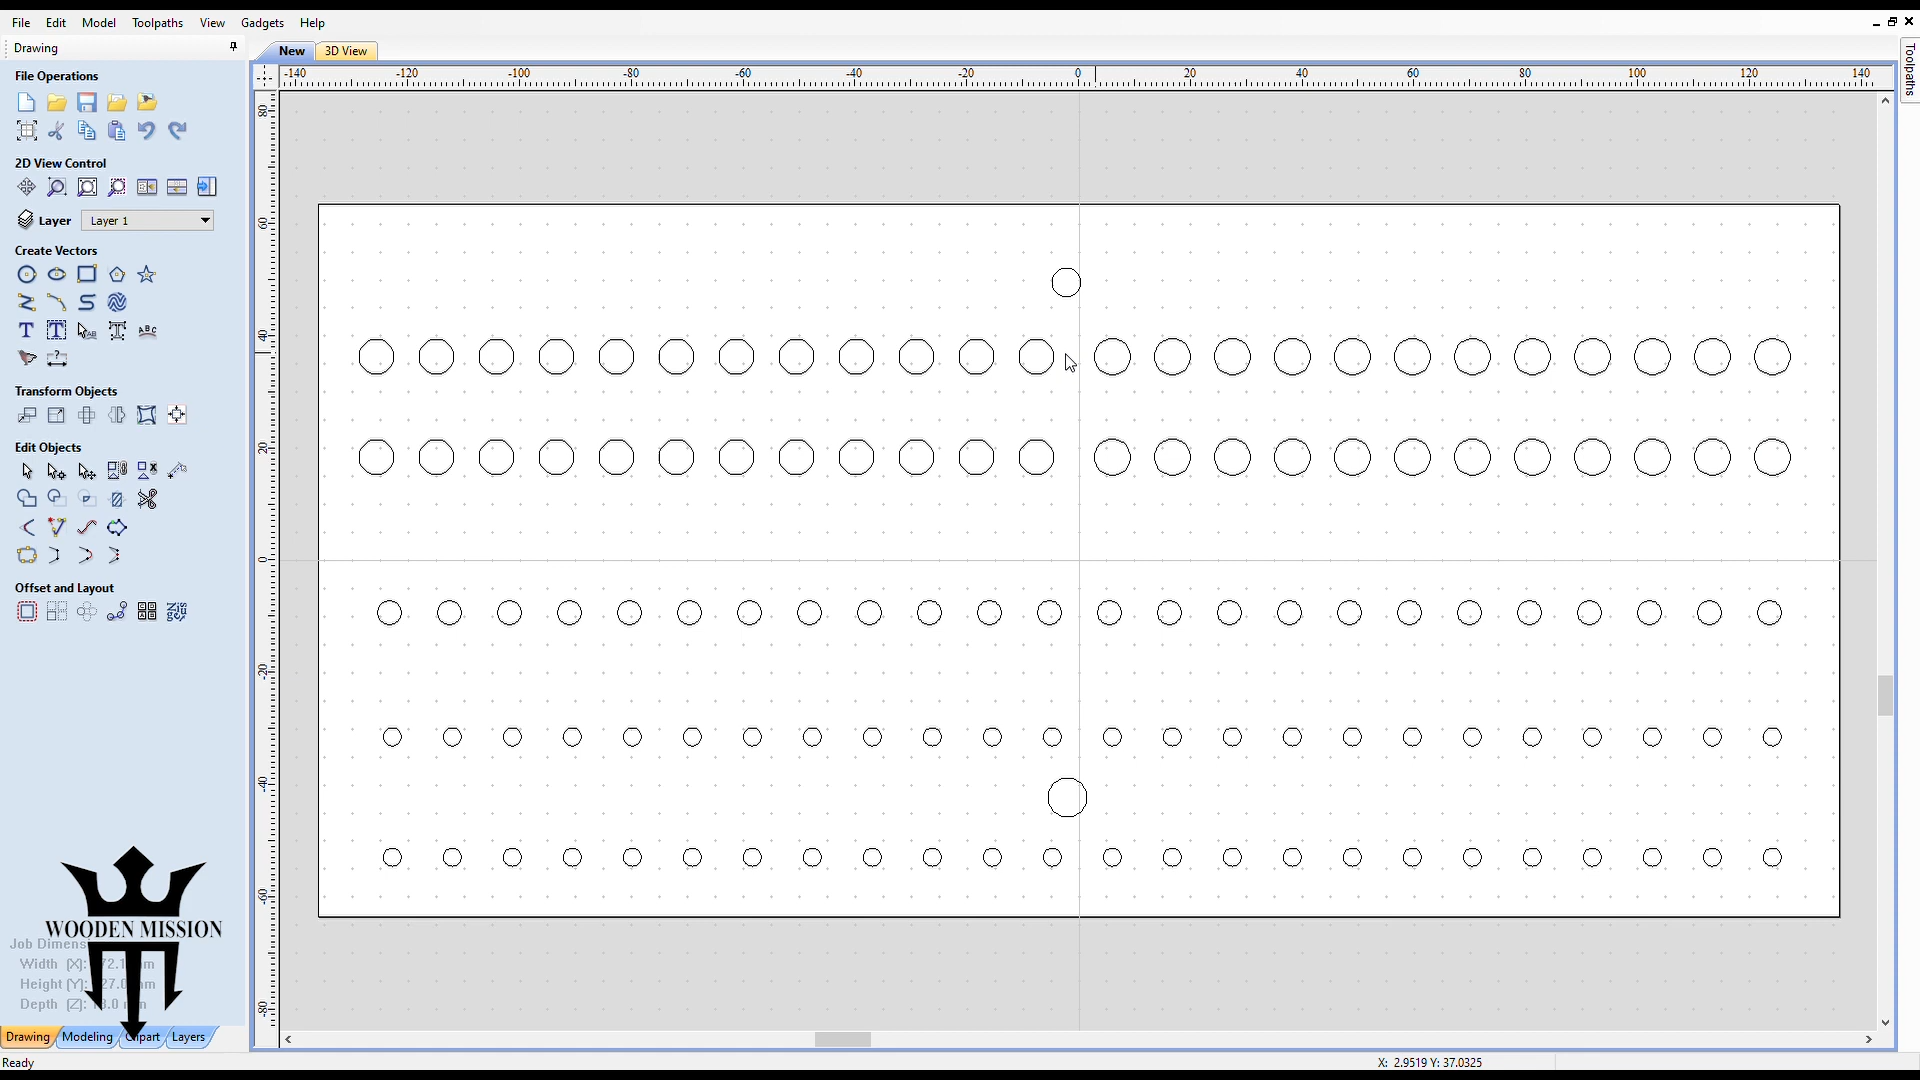 File Edit Model Toolpaths View Gadgets Help
Drawing
New 3D View
Toolpaths
-140 -120 -100 -80 -60 -40 -20 0 20 40 60 80 100 120 140
80
60
40
20
0
-20
-40
-60
-80
File Operations
2D View Control
Layer Layer 1
Create Vectors
Transform Objects
Edit Objects
Offset and Layout
WOODEN MISSION
Job
Width (X):
Height (Y):
Depth (Z):
Drawing Modeling Layers
Ready
X: 2.9519 Y: 37.0325